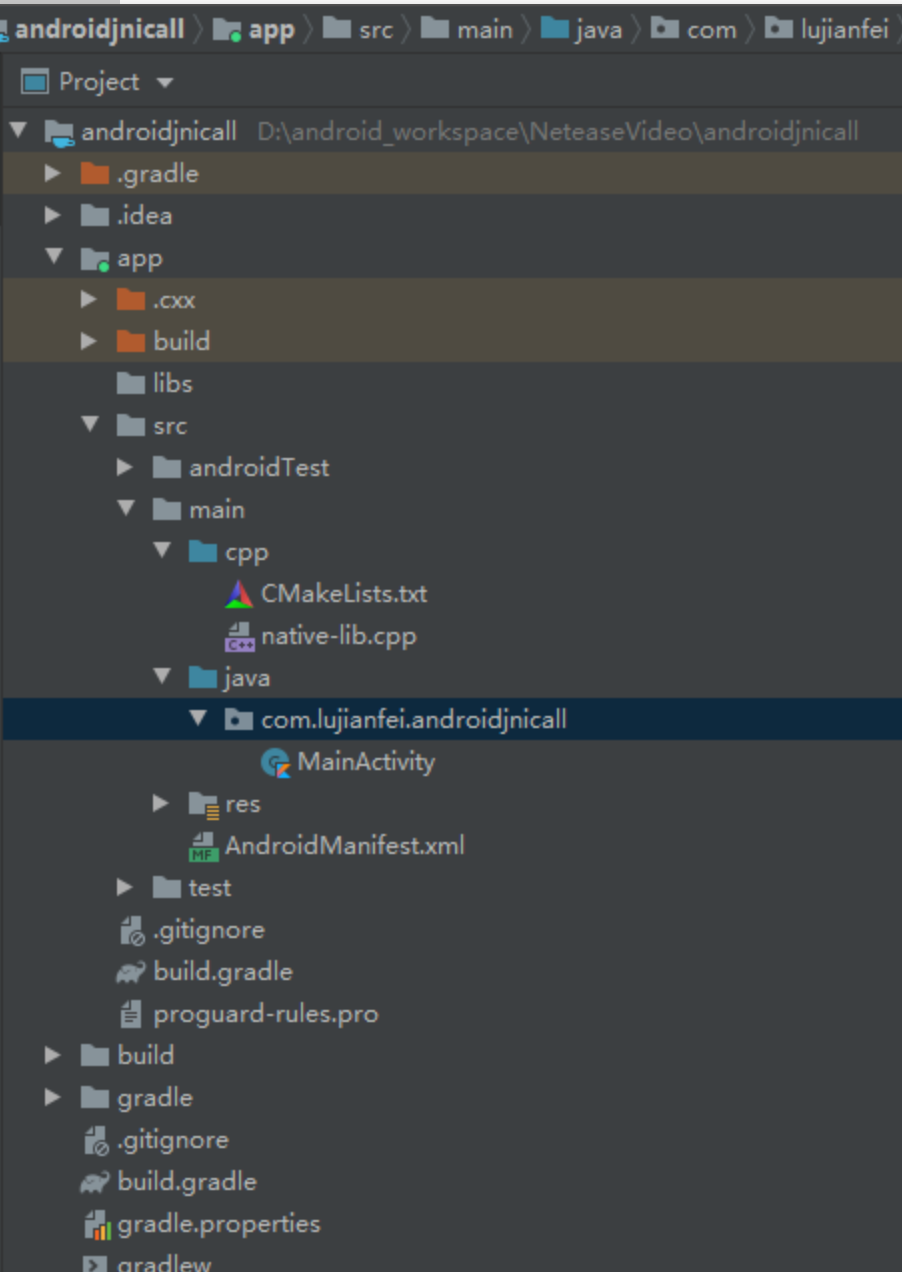 androidjnicall app src main java com lujianfei
Project
androidjnicall D:\android_workspace\NeteaseVideo\androidjnicall
.gradle
.idea
app
.cxx
build
libs
src
androidTest
main
cpp
CMakeLists.txt
C++ native-lib.cpp
java
com.lujianfei.androidjnicall
MainActivity
res
MF AndroidManifest.xml
test
.gitignore
build.gradle
proguard-rules.pro
build
gradle
.gitignore
build.gradle
gradle.properties
gradlew